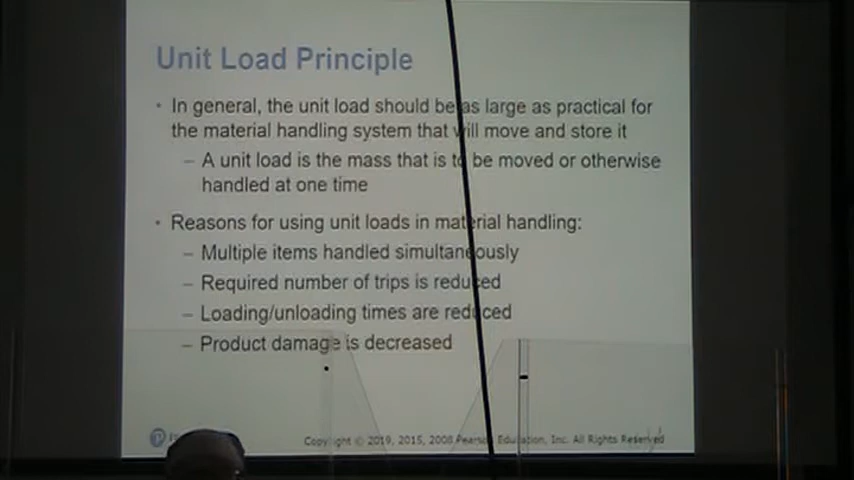 Unit Load Principle
• In general, the unit load should be as large as practical for
the material handling system that will move and store it
– A unit load is the mass that is to be moved or otherwise
handled at one time
• Reasons for using unit loads in material handling:
– Multiple items handled simultaneously
– Required number of trips is reduced
– Loading/unloading times are reduced
– Product damage is decreased
Copyright © 2019, 2015, 2008 Pearson Education, Inc. All Rights Reserved